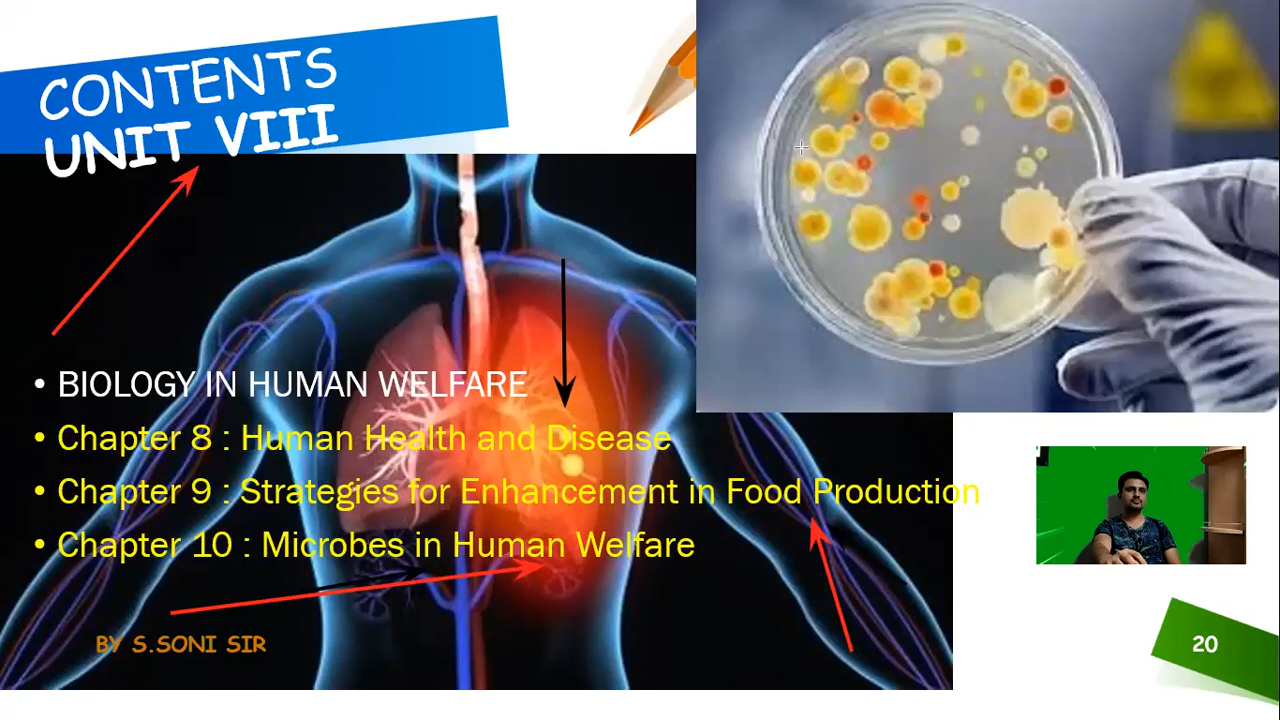 CONTENTS
UNIT VIII
• BIOLOGY IN HUMAN WELFARE
• Chapter 8 : Human Health and Disease
• Chapter 9 : Strategies for Enhancement in Food Production
• Chapter 10 : Microbes in Human Welfare
BY S.SONI SIR
20